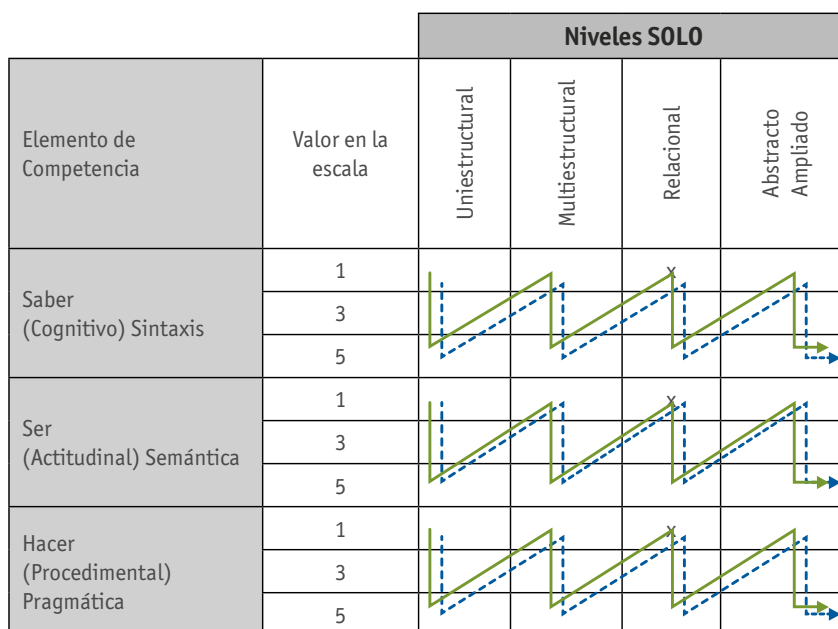 Niveles SOLO
Elemento de
Competencia
Valor en la
escala
Uniestructural
Multiestructural
Relacional
Abstracto
Ampliado
Saber
(Cognitivo) Sintaxis
1
x
3
5
Ser
(Actitudinal) Semántica
1
x
3
5
Hacer
(Procedimental)
Pragmática
1
x
3
5